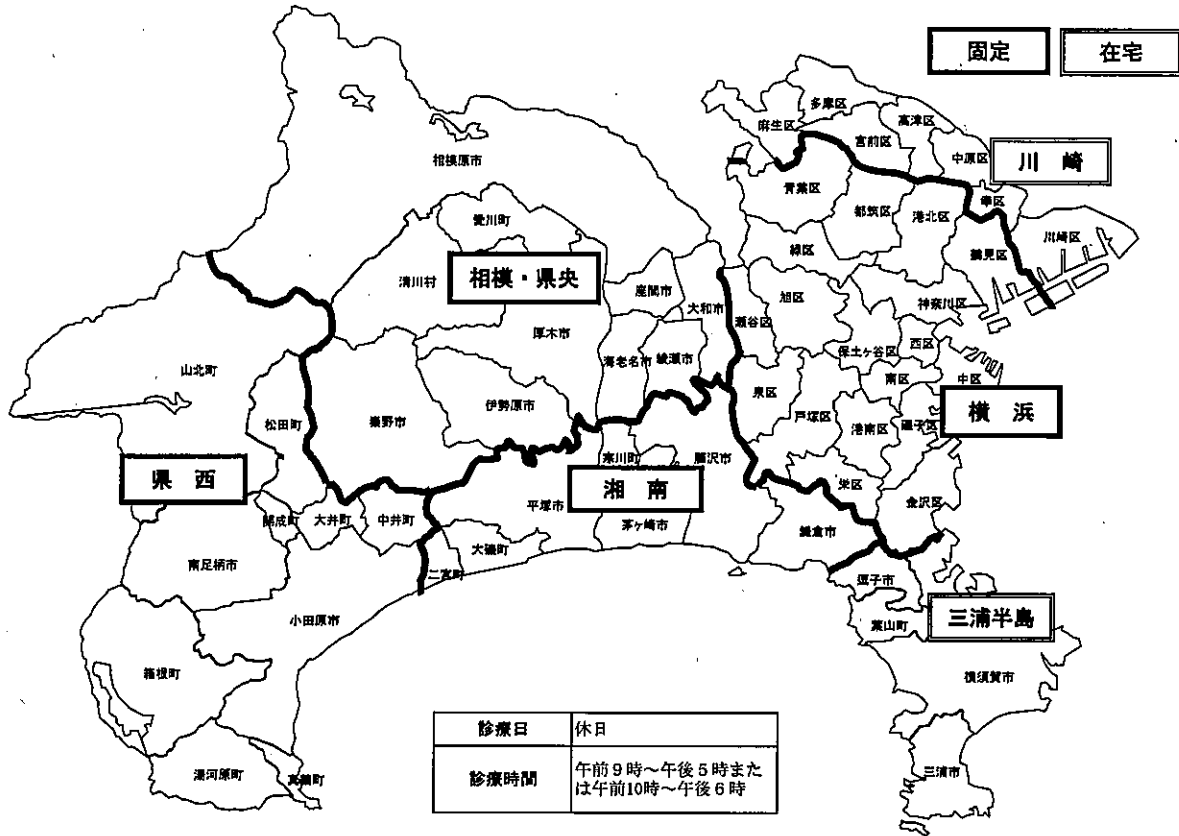 固定
在宅
多摩区
麻生区
高津区
宮前区
中原区
川崎
相模原市
青葉区
幸区
都筑区
港北区
愛川町
川崎区
緑区
鶴見区
清川村
相模・県央
座間市
旭区
大和市
神奈川区
瀬谷区
厚木市
西区
保土ヶ谷区
海老名市
綾瀬市
山北町
南区
中区
泉区
伊勢原市
横浜
戸塚区
秦野市
松田町
港南区
磯子区
寒川町
藤沢市
県西
湘南
栄区
金沢区
平塚市
開成町
大井町
中井町
茅ヶ崎市
鎌倉市
大磯町
南足柄市
二宮町
逗子市
小田原市
葉山町
三浦半島
箱根町
横須賀市
診療日
休日
診療時間
午前9時～午後5時また
は午前10時～午後6時
湯河原町
真鶴町
三浦市